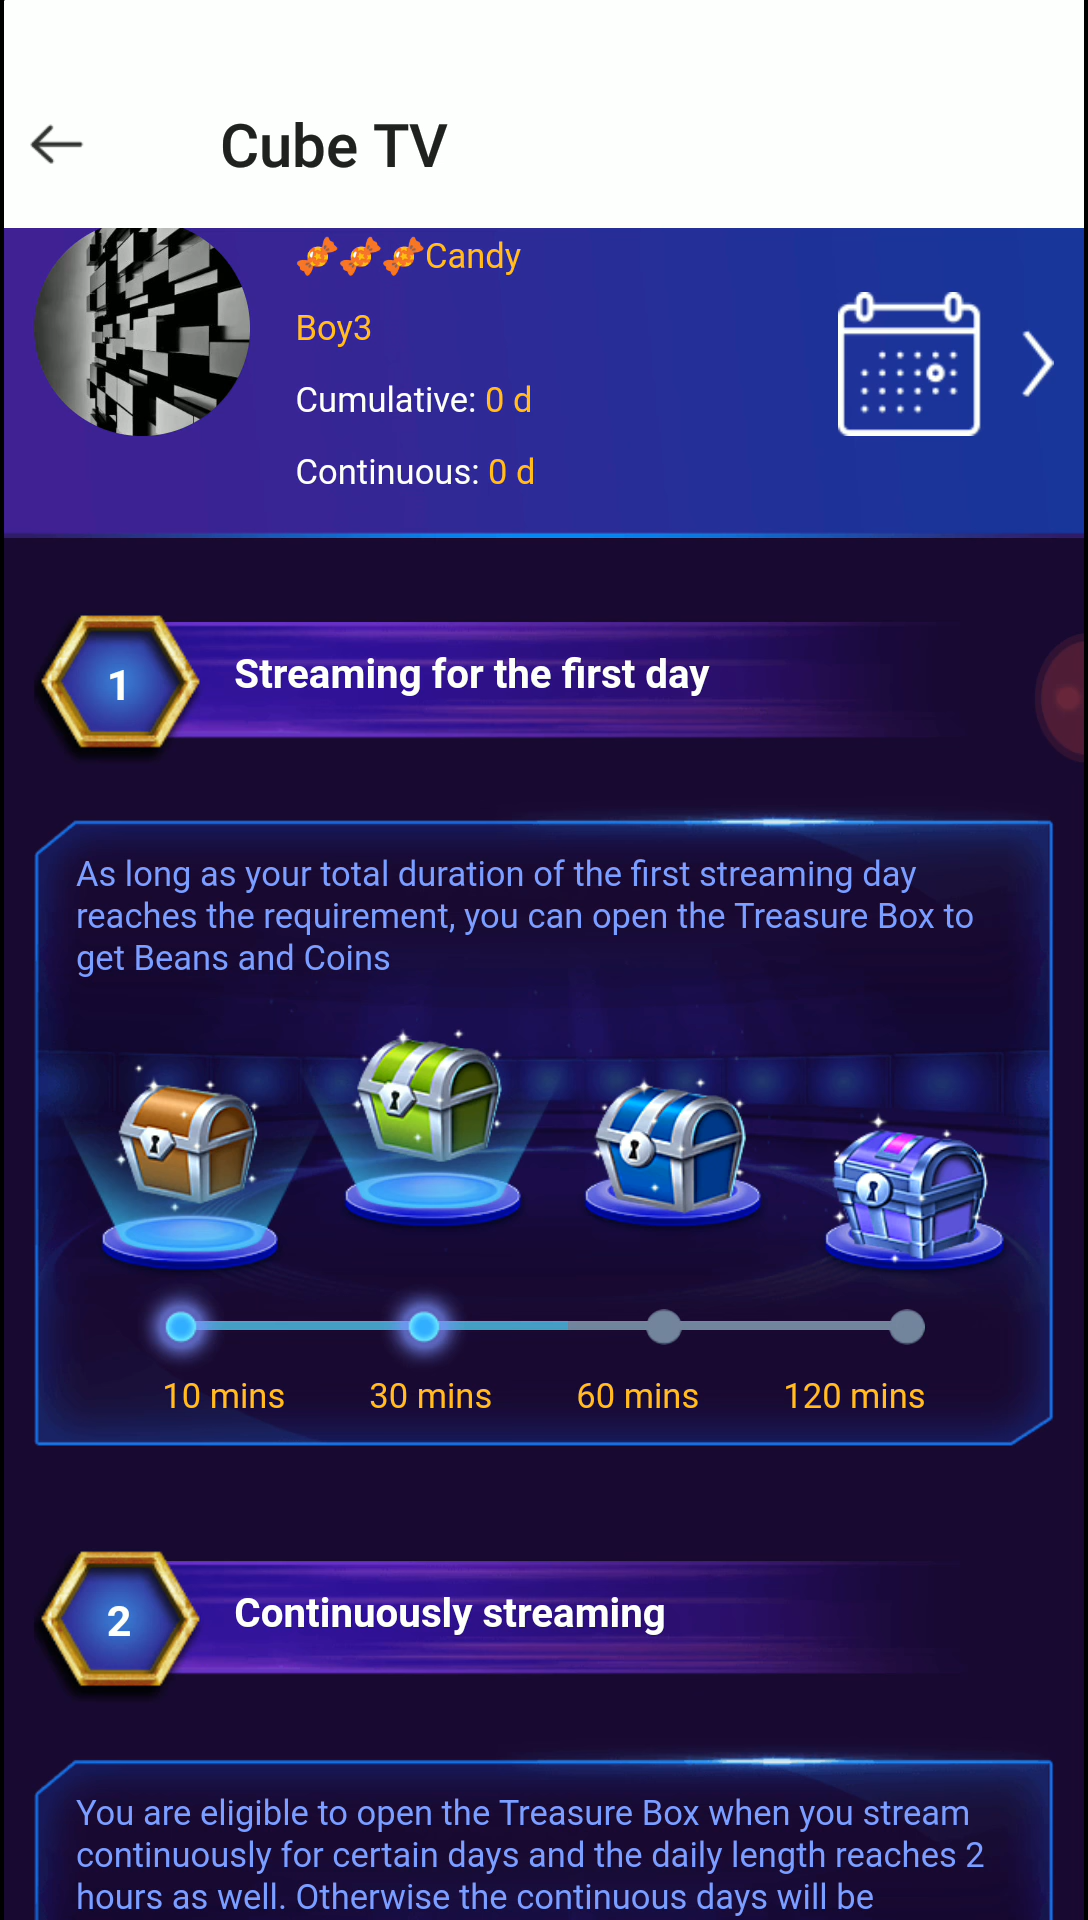 Cube TV
🍬🍬🍬Candy
Boy3
Cumulative: 0 d
Continuous: 0 d
1
Streaming for the first day
As long as your total duration of the first streaming day
reaches the requirement, you can open the Treasure Box to
get Beans and Coins
10 mins 30 mins 60 mins 120 mins
2
Continuously streaming
You are eligible to open the Treasure Box when you stream
continuously for certain days and the daily length reaches 2
hours as well. Otherwise the continuous days will be